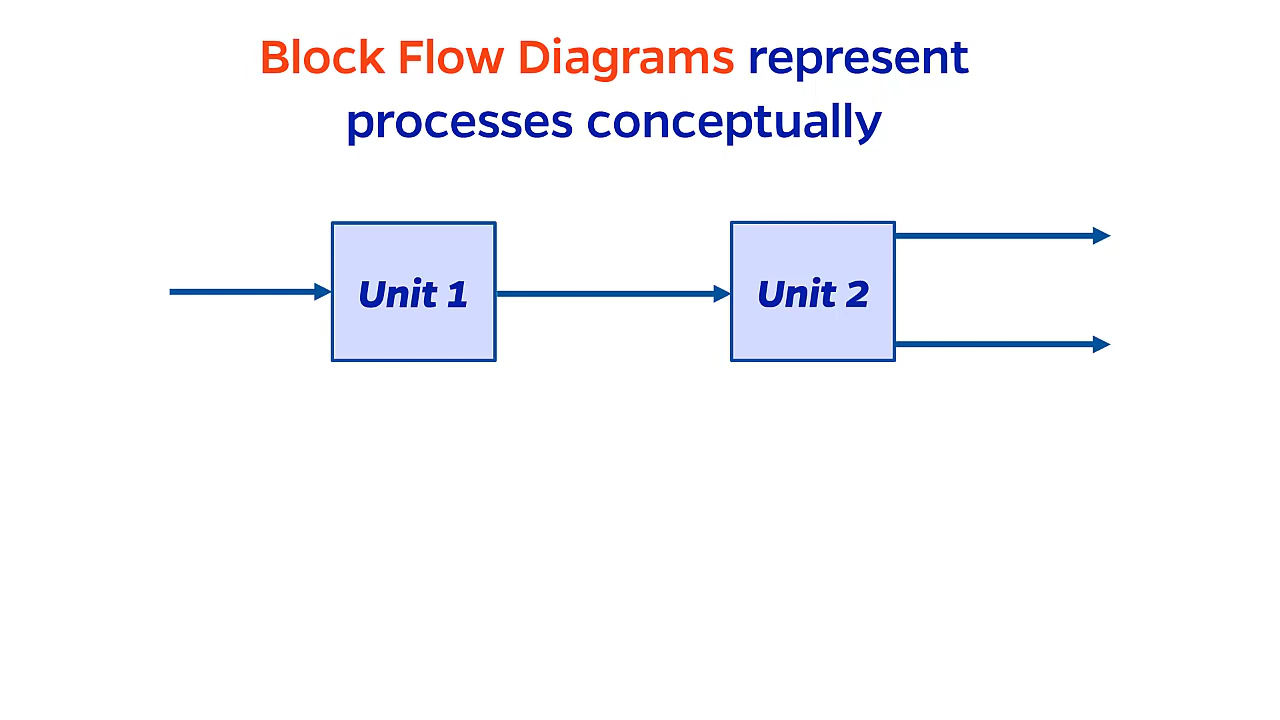 Block Flow Diagrams represent
processes conceptually
Unit 1
Unit 2